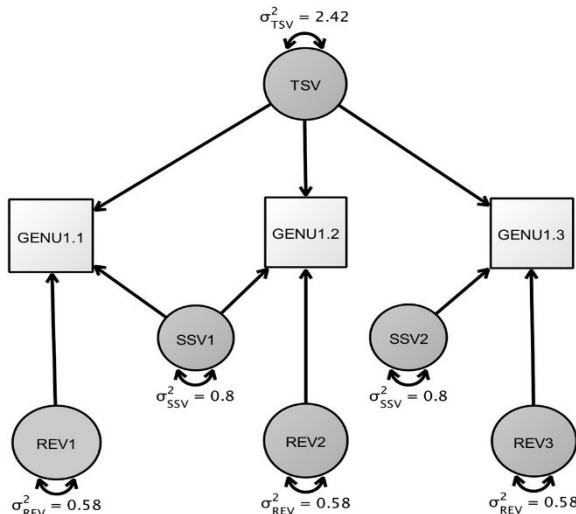 σ²TSV = 2.42
TSV
GENU1.1
GENU1.2
GENU1.3
SSV1
SSV2
σ²SSV = 0.8
σ²SSV = 0.8
REV1
REV2
REV3
σ²REV = 0.58
σ²REV = 0.58
σ²REV = 0.58